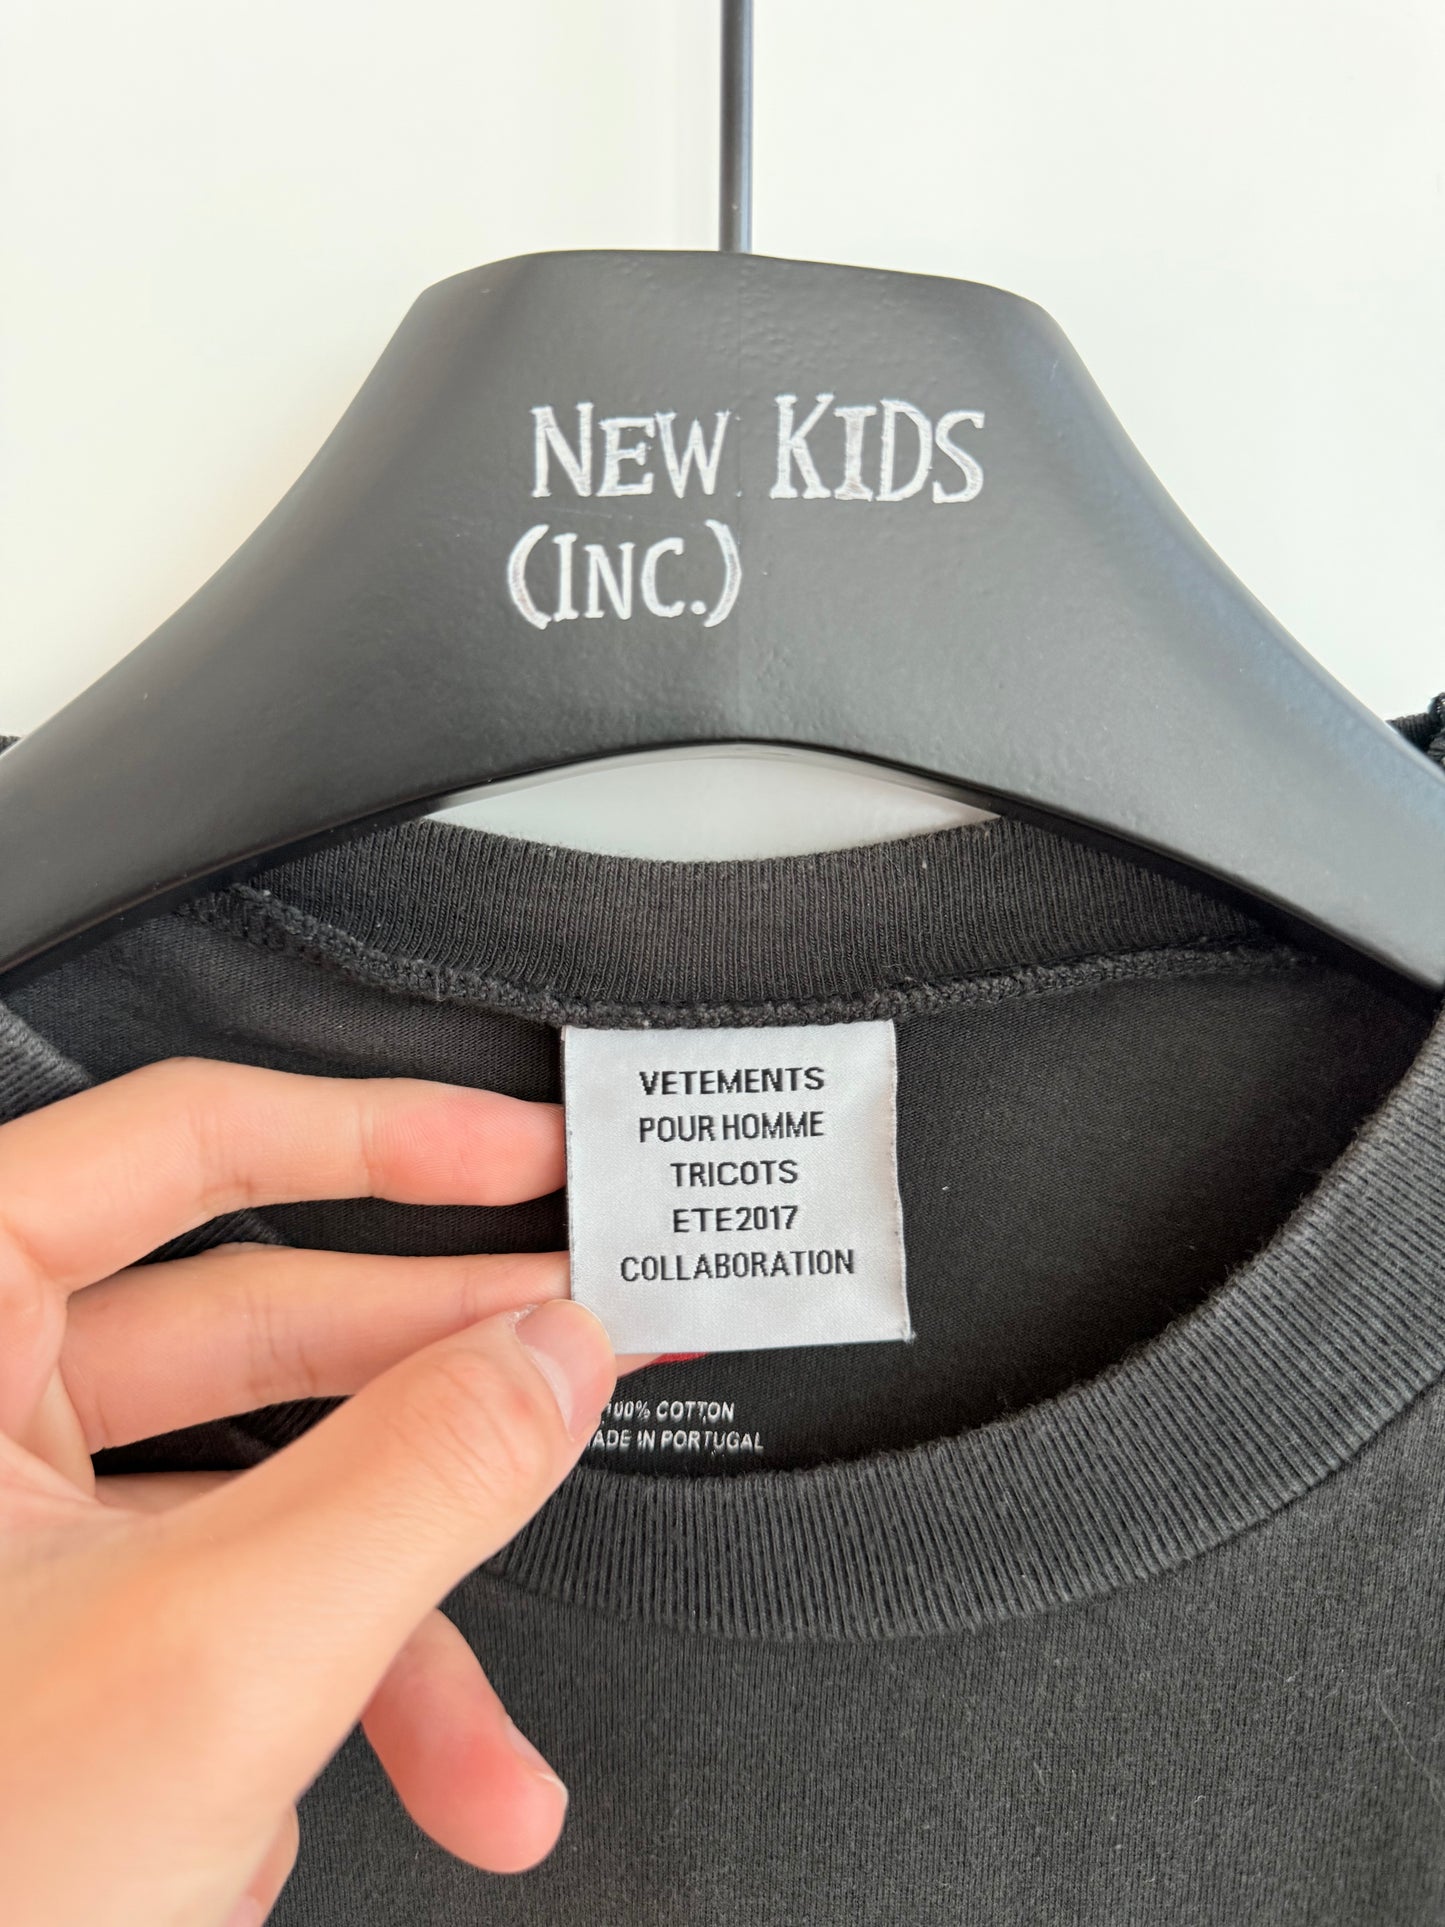 NEW KIDS
(INC.)
VETEMENTS
POUR HOMME
TRICOTS
ETE2017
COLLABORATION
100% COTTON
MADE IN PORTUGAL